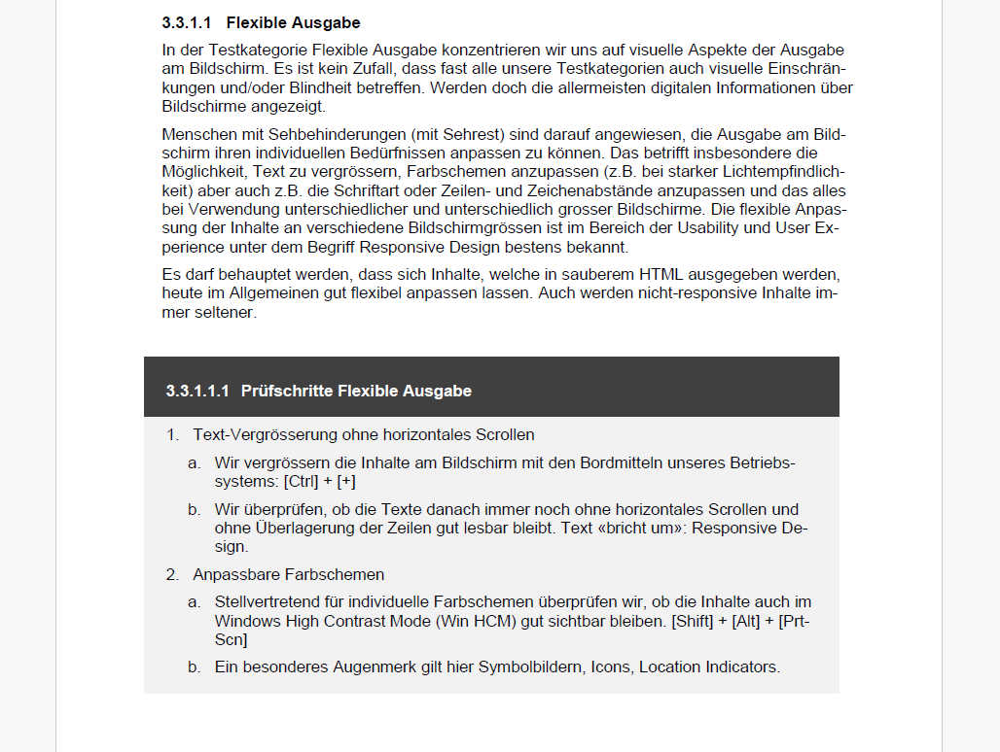 3.3.1.1 Flexible Ausgabe
In der Testkategorie Flexible Ausgabe konzentrieren wir uns auf visuelle Aspekte der Ausgabe
am Bildschirm. Es ist kein Zufall, dass fast alle unsere Testkategorien auch visuelle Einschrän-
kungen und/oder Blindheit betreffen. Werden doch die allermeisten digitalen Informationen über
Bildschirme angezeigt.
Menschen mit Sehbehinderungen (mit Sehrest) sind darauf angewiesen, die Ausgabe am Bild-
schirm ihren individuellen Bedürfnissen anpassen zu können. Das betrifft insbesondere die
Möglichkeit, Text zu vergrössern, Farbschemen anzupassen (z.B. bei starker Lichtempfindlich-
keit) aber auch z.B. die Schriftart oder Zeilen- und Zeichenabstände anzupassen und das alles
bei Verwendung unterschiedlicher und unterschiedlich grosser Bildschirme. Die flexible Anpas-
sung der Inhalte an verschiedene Bildschirmgrössen ist im Bereich der Usability und User Ex-
perience unter dem Begriff Responsive Design bestens bekannt.
Es darf behauptet werden, dass sich Inhalte, welche in sauberem HTML ausgegeben werden,
heute im Allgemeinen gut flexibel anpassen lassen. Auch werden nicht-responsive Inhalte im-
mer seltener.
3.3.1.1.1 Prüfschritte Flexible Ausgabe
1. Text-Vergrösserung ohne horizontales Scrollen
a. Wir vergrössern die Inhalte am Bildschirm mit den Bordmitteln unseres Betriebs-
systems: [Ctrl] + [+]
b. Wir überprüfen, ob die Texte danach immer noch ohne horizontales Scrollen und
ohne Überlagerung der Zeilen gut lesbar bleibt. Text «bricht um»: Responsive De-
sign.
2. Anpassbare Farbschemen
a. Stellvertretend für individuelle Farbschemen überprüfen wir, ob die Inhalte auch im
Windows High Contrast Mode (Win HCM) gut sichtbar bleiben. [Shift] + [Alt] + [Prt-
Scn]
b. Ein besonderes Augenmerk gilt hier Symbolbildern, Icons, Location Indicators.